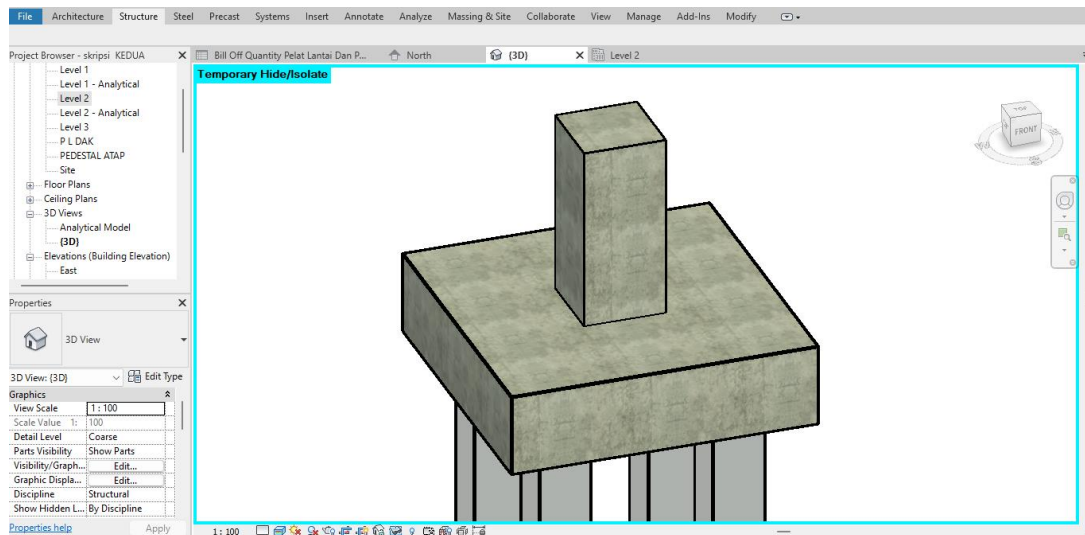 File Architecture Structure Steel Precast Systems Insert Annotate Analyze Massing & Site Collaborate View Manage Add-Ins Modify
Project Browser - skripsi KEDUA X
Bill Off Quantity Pelat Lantai Dan P... North (3D) X Level 2
Level 1
Level 1 - Analytical
Level 2
Level 2 - Analytical
Level 3
P L DAK
PEDESTAL ATAP
Site
Floor Plans
Ceiling Plans
3D Views
Analytical Model
{3D}
Elevations (Building Elevation)
East
Properties X
3D View
3D View: {3D} Edit Type
Graphics
View Scale 1 : 100
Scale Value 1: 100
Detail Level Coarse
Parts Visibility Show Parts
Visibility/Graph... Edit...
Graphic Displa... Edit...
Discipline Structural
Show Hidden L... By Discipline
Properties help Apply
Temporary Hide/Isolate
TOP
FRONT
1 : 100